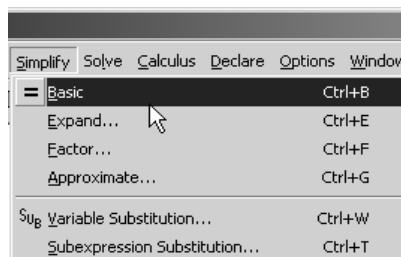 Simplify Solve Calculus Declare Options Window
= Basic Ctrl+B
Expand... Ctrl+E
Factor... Ctrl+F
Approximate... Ctrl+G
SUB Variable Substitution... Ctrl+W
Subexpression Substitution... Ctrl+T